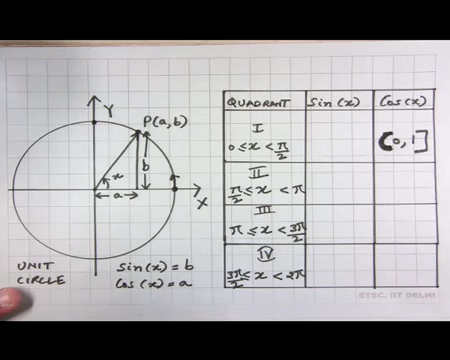 Y
P(a, b)
b
x
a
X
UNIT
CIRCLE
sin(x) = b
Cos(x) = a
QUADRANT Sin(x) Cos(x)
I
0 ≤ x < π/2 (0, 1]
II
π/2 ≤ x < π
III
π ≤ x < 3π/2
IV
3π/2 ≤ x < 2π
ETSC, IIT DELHI